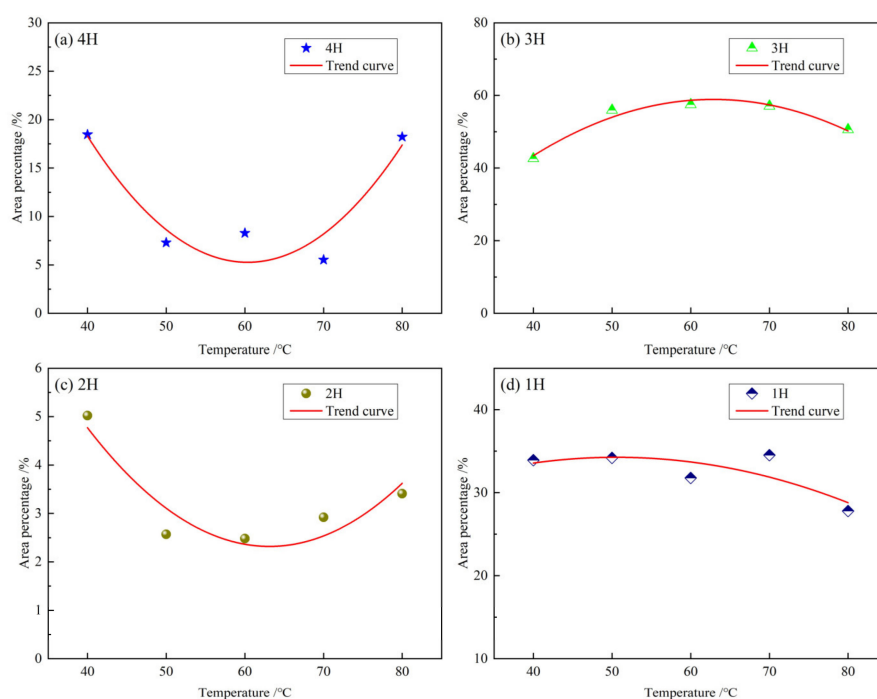 (a) 4H
4H
Trend curve
30
25
20
15
10
5
0
Area percentage /%
40 50 60 70 80
Temperature /°C
(b) 3H
3H
Trend curve
80
60
40
20
0
Area percentage /%
40 50 60 70 80
Temperature /°C
(c) 2H
2H
Trend curve
6
5
4
3
2
1
0
Area percentage /%
40 50 60 70 80
Temperature /°C
(d) 1H
1H
Trend curve
40
30
20
10
Area percentage /%
40 50 60 70 80
Temperature /°C